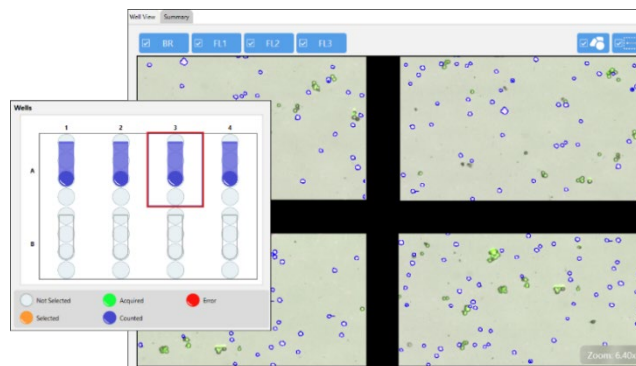 Well View Summary
BR FL1 FL2 FL3
Wells
1 2 3 4
A
B
Not Selected Acquired Error
Selected Counted
Zoom: 6.40x